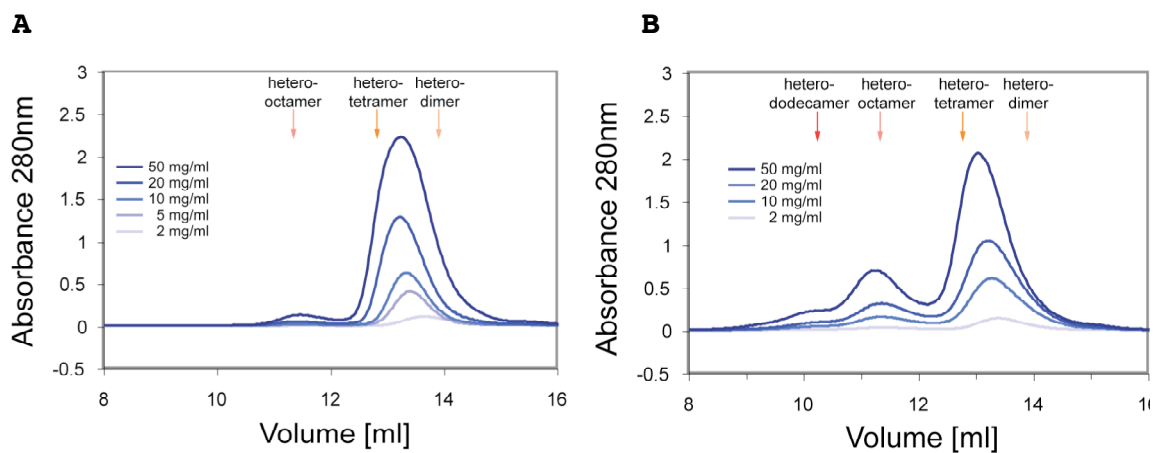 A
3
2.5
2
1.5
1
0.5
0
-0.5
Absorbance 280nm
hetero-
octamer
hetero-
tetramer
hetero-
dimer
50 mg/ml
20 mg/ml
10 mg/ml
5 mg/ml
2 mg/ml
8 10 12 14 16
Volume [ml]
B
3
2.5
2
1.5
1
0.5
0
-0.5
Absorbance 280nm
hetero-
dodecamer
hetero-
octamer
hetero-
tetramer
hetero-
dimer
50 mg/ml
20 mg/ml
10 mg/ml
2 mg/ml
8 10 12 14 16
Volume [ml]